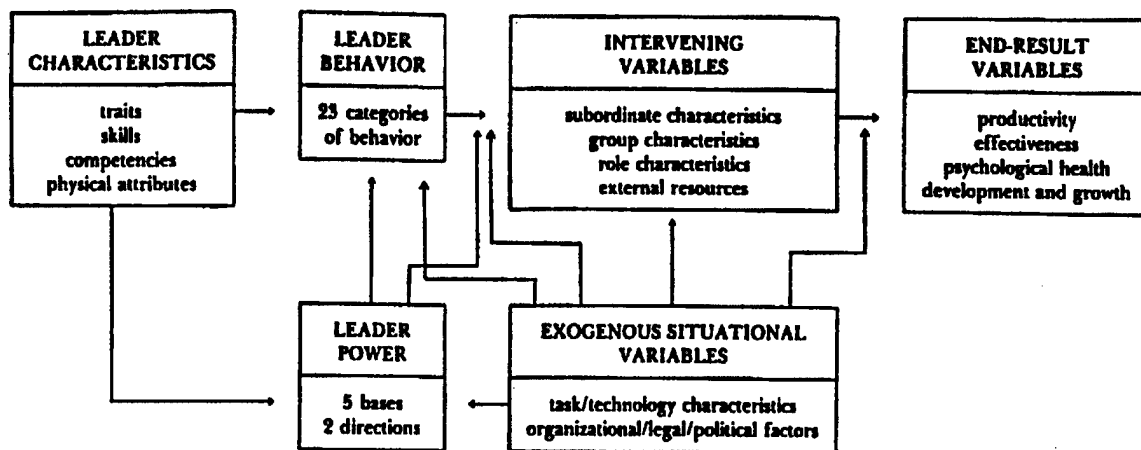 LEADER
CHARACTERISTICS
traits
skills
competencies
physical attributes
LEADER
BEHAVIOR
23 categories
of behavior
INTERVENING
VARIABLES
subordinate characteristics
group characteristics
role characteristics
external resources
END-RESULT
VARIABLES
productivity
effectiveness
psychological health
development and growth
LEADER
POWER
5 bases
2 directions
EXOGENOUS SITUATIONAL
VARIABLES
task/technology characteristics
organizational/legal/political factors